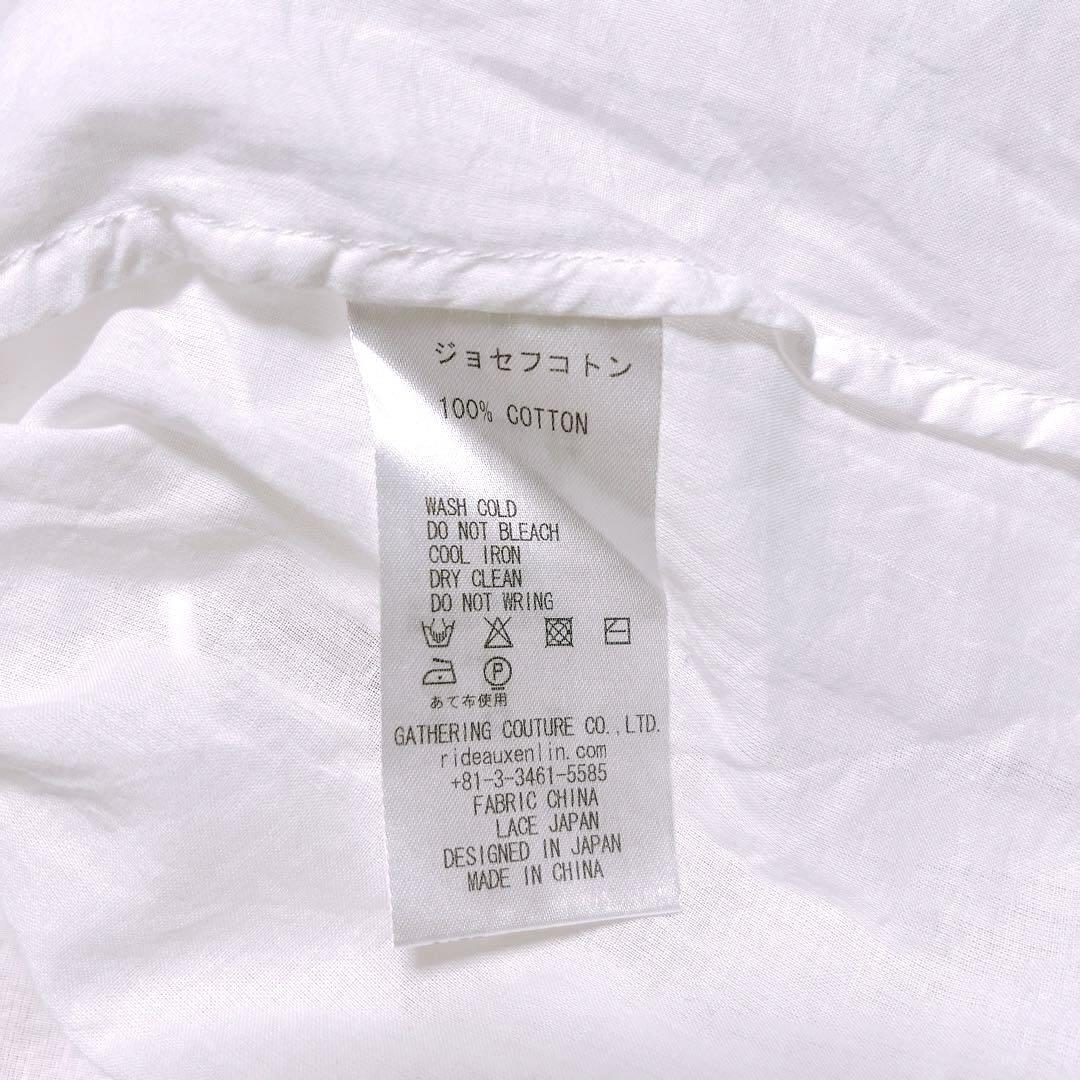 ジョセフコトン
100% COTTON
WASH COLD
DO NOT BLEACH
COOL IRON
DRY CLEAN
DO NOT WRING
P
あて布使用
GATHERING COUTURE CO.,LTD.
rideauxenlin.com
+81-3-3461-5585
FABRIC CHINA
LACE JAPAN
DESIGNED IN JAPAN
MADE IN CHINA